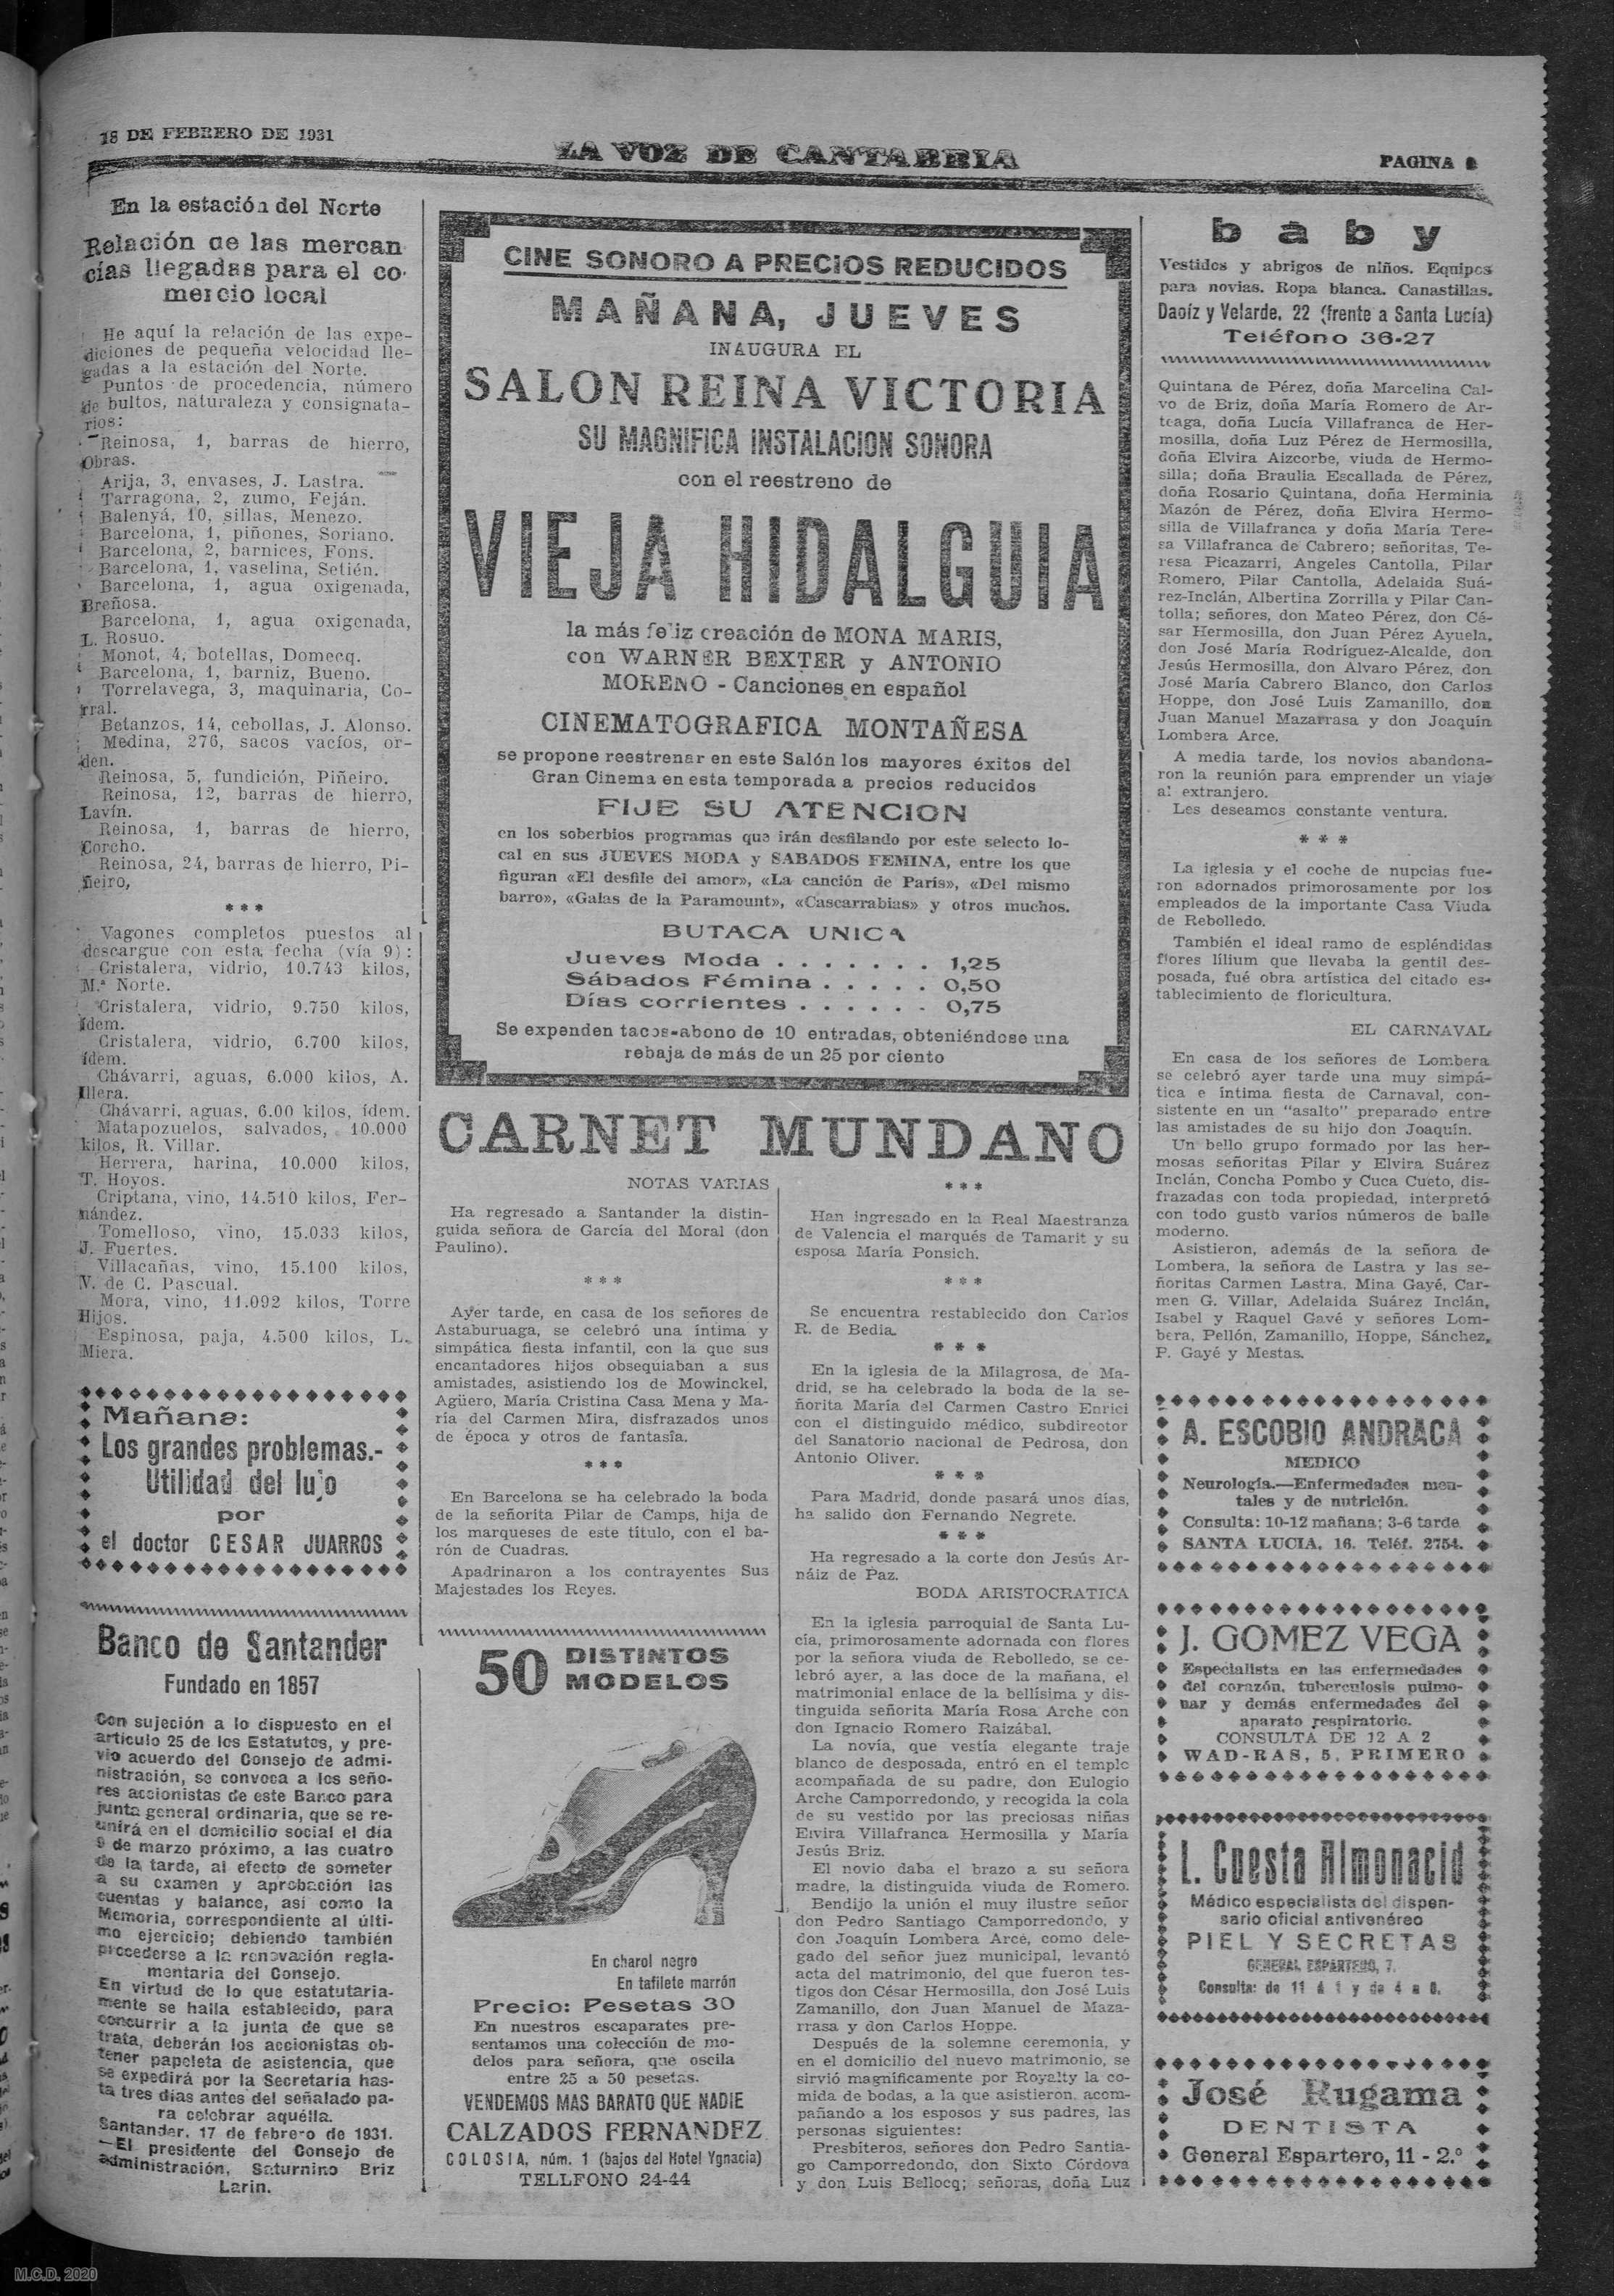 18 DE FEBRERO DE 1931
LA VOZ DE CANTABRIA
PAGINA
En la estación del Norte
Relación de las mercan
cías llegadas para el co-
mercio local
He aquí la relación de las expe-
diciones de pequeña velocidad lle-
gadas a la estación del Norte.
Puntos de procedencia, número
de bultos, naturaleza y consignata-
rios:
Reinosa, 1, barras de hierro,
Obras.
Arija, 3, envases, J. Lastra.
Tarragona, 2, zumo, Feján.
Balenyá, 10, sillas, Menezo.
Barcelona, 1, piñones, Soriano.
Barcelona, 2, barnices, Fons.
Barcelona, 1, vaselina, Setién.
Barcelona, 1, agua oxigenada,
Breñosa.
Barcelona, 1, agua oxigenada,
L. Rosuo.
Monot, 4, botellas, Domecq.
Barcelona, 1, barniz, Bueno.
Torrelavega, 3, maquinaria, Co-
rral.
Betanzos, 14, cebollas, J. Alonso.
Medina, 276, sacos vacíos, or-
den.
Reinosa, 5, fundición, Piñeiro.
Reinosa, 12, barras de hierro,
Lavín.
Reinosa, 1, barras de hierro,
Corcho.
Reinosa, 24, barras de hierro, Pi-
ñeiro,
* * *
Vagones completos puestos al
descargue con esta fecha (vía 9):
Cristalera, vidrio, 10.743 kilos,
M.ª Norte.
Cristalera, vidrio, 9.750 kilos,
ídem.
Cristalera, vidrio, 6.700 kilos,
ídem.
Chávarri, aguas, 6.000 kilos, A.
Illera.
Chávarri, aguas, 6.00 kilos, ídem.
Matapozuelos, salvados, 10.000
kilos, R. Villar.
Herrera, harina, 10.000 kilos,
T. Hoyos.
Criptana, vino, 14.510 kilos, Fer-
nández.
Tomelloso, vino, 15.033 kilos,
J. Fuertes.
Villacañas, vino, 15.100 kilos,
V. de C. Pascual.
Mora, vino, 11.092 kilos, Torre
Hijos.
Espinosa, paja, 4.500 kilos, L.
Miera.
Mañana:
Los grandes problemas.-
Utilidad del lujo
por
el doctor CESAR JUARROS
Banco de Santander
Fundado en 1857
Con sujeción a lo dispuesto en el
artículo 25 de los Estatutos, y pre-
vio acuerdo del Consejo de admi-
nistración, se convoca a los seño-
res accionistas de este Banco para
junta general ordinaria, que se re-
unirá en el domicilio social el día
9 de marzo próximo, a las cuatro
de la tarde, al efecto de someter
a su examen y aprobación las
cuentas y balance, así como la
Memoria, correspondiente al últi-
mo ejercicio; debiendo también
procederse a la renovación regla-
mentaria del Consejo.
En virtud de lo que estatutaria-
mente se halla establecido, para
concurrir a la junta de que se
trata, deberán los accionistas ob-
tener papeleta de asistencia, que
se expedirá por la Secretaría has-
ta tres días antes del señalado pa-
ra celebrar aquélla.
Santander, 17 de febrero de 1931.
—El presidente del Consejo de
administración, Saturnino Briz
Larin.
CINE SONORO A PRECIOS REDUCIDOS
MAÑANA, JUEVES
INAUGURA EL
SALON REINA VICTORIA
SU MAGNIFICA INSTALACION SONORA
con el reestreno de
VIEJA HIDALGUIA
la más feliz creación de MONA MARIS,
con WARNER BEXTER y ANTONIO
MORENO - Canciones en español
CINEMATOGRAFICA MONTAÑESA
se propone reestrenar en este Salón los mayores éxitos del
Gran Cinema en esta temporada a precios reducidos
FIJE SU ATENCION
en los soberbios programas que irán desfilando por este selecto lo-
cal en sus JUEVES MODA y SABADOS FEMINA, entre los que
figuran «El desfile del amor», «La canción de París», «Del mismo
barro», «Galas de la Paramount», «Cascarrabias» y otros muchos.
BUTACA UNICA
Jueves Moda . . . . . . . 1,25
Sábados Fémina . . . . . 0,50
Días corrientes . . . . . . 0,75
Se expenden tacos-abono de 10 entradas, obteniéndose una
rebaja de más de un 25 por ciento
CARNET MUNDANO
NOTAS VARIAS
Ha regresado a Santander la distin-
guida señora de García del Moral (don
Paulino).
* * *
Ayer tarde, en casa de los señores de
Astaburuaga, se celebró una íntima y
simpática fiesta infantil, con la que sus
encantadores hijos obsequiaban a sus
amistades, asistiendo los de Mowinckel,
Agüero, María Cristina Casa Mena y Ma-
ría del Carmen Mira, disfrazados unos
de época y otros de fantasía.
* * *
En Barcelona se ha celebrado la boda
de la señorita Pilar de Camps, hija de
los marqueses de este título, con el ba-
rón de Cuadras.
Apadrinaron a los contrayentes Sus
Majestades los Reyes.
50 DISTINTOS
MODELOS
En charol negro
En tafilete marrón
Precio: Pesetas 30
En nuestros escaparates pre-
sentamos una colección de mo-
delos para señora, que oscila
entre 25 a 50 pesetas.
VENDEMOS MAS BARATO QUE NADIE
CALZADOS FERNANDEZ
COLOSIA, núm. 1 (bajos del Hotel Ygnacia)
TELLFONO 24-44
* * *
Han ingresado en la Real Maestranza
de Valencia el marqués de Tamarit y su
esposa María Ponsich.
* * *
Se encuentra restablecido don Carlos
R. de Bedia.
* * *
En la iglesia de la Milagrosa, de Ma-
drid, se ha celebrado la boda de la se-
ñorita María del Carmen Castro Enrici
con el distinguido médico, subdirector
del Sanatorio nacional de Pedrosa, don
Antonio Oliver.
* * *
Para Madrid, donde pasará unos días,
ha salido don Fernando Negrete.
* * *
Ha regresado a la corte don Jesús Ar-
náiz de Paz.
BODA ARISTOCRATICA
En la iglesia parroquial de Santa Lu-
cía, primorosamente adornada con flores
por la señora viuda de Rebolledo, se ce-
lebró ayer, a las doce de la mañana, el
matrimonial enlace de la bellísima y dis-
tinguida señorita María Rosa Arche con
don Ignacio Romero Raizábal.
La novia, que vestía elegante traje
blanco de desposada, entró en el templo
acompañada de su padre, don Eulogio
Arche Camporredondo, y recogida la cola
de su vestido por las preciosas niñas
Elvira Villafranca Hermosilla y María
Jesús Briz.
El novio daba el brazo a su señora
madre, la distinguida viuda de Romero.
Bendijo la unión el muy ilustre señor
don Pedro Santiago Camporredondo, y
don Joaquín Lombera Arce, como dele-
gado del señor juez municipal, levantó
acta del matrimonio, del que fueron tes-
tigos don César Hermosilla, don José Luis
Zamanillo, don Juan Manuel de Maza-
rrasa y don Carlos Hoppe.
Después de la solemne ceremonia, y
en el domicilio del nuevo matrimonio, se
sirvió magníficamente por Royalty la co-
mida de bodas, a la que asistieron, acom-
pañando a los esposos y sus padres, las
personas siguientes:
Presbíteros, señores don Pedro Santia-
go Camporredondo, don Sixto Córdova
y don Luis Bellocq; señoras, doña Luz
baby
Vestidos y abrigos de niños. Equipos
para novias. Ropa blanca. Canastillas.
Daoíz y Velarde, 22 (frente a Santa Lucía)
Teléfono 36-27
Quintana de Pérez, doña Marcelina Cal-
vo de Briz, doña María Romero de Ar-
teaga, doña Lucía Villafranca de Her-
mosilla, doña Luz Pérez de Hermosilla,
doña Elvira Aizcorbe, viuda de Hermo-
silla; doña Braulia Escallada de Pérez,
doña Rosario Quintana, doña Herminia
Mazón de Pérez, doña Elvira Hermo-
silla de Villafranca y doña María Tere-
sa Villafranca de Cabrero; señoritas, Te-
resa Picazarri, Angeles Cantolla, Pilar
Romero, Pilar Cantolla, Adelaida Suá-
rez-Inclán, Albertina Zorrilla y Pilar Can-
tolla; señores, don Mateo Pérez, don Cé-
sar Hermosilla, don Juan Pérez Ayuela,
don José María Rodríguez-Alcalde, don
Jesús Hermosilla, don Alvaro Pérez, don
José María Cabrero Blanco, don Carlos
Hoppe, don José Luis Zamanillo, don
Juan Manuel Mazarrasa y don Joaquín
Lombera Arce.
A media tarde, los novios abandona-
ron la reunión para emprender un viaje
al extranjero.
Les deseamos constante ventura.
* * *
La iglesia y el coche de nupcias fue-
ron adornados primorosamente por los
empleados de la importante Casa Viuda
de Rebolledo.
También el ideal ramo de espléndidas
flores lílium que llevaba la gentil des-
posada, fué obra artística del citado es-
tablecimiento de floricultura.
EL CARNAVAL
En casa de los señores de Lombera
se celebró ayer tarde una muy simpá-
tica e íntima fiesta de Carnaval, con-
sistente en un "asalto" preparado entre
las amistades de su hijo don Joaquín.
Un bello grupo formado por las her-
mosas señoritas Pilar y Elvira Suárez
Inclán, Concha Pombo y Cuca Cueto, dis-
frazadas con toda propiedad, interpretó
con todo gusto varios números de baile
moderno.
Asistieron, además de la señora de
Lombera, la señora de Lastra y las se-
ñoritas Carmen Lastra, Mina Gayé, Car-
men G. Villar, Adelaida Suárez Inclán,
Isabel y Raquel Gavé y señores Lom-
bera, Pellón, Zamanillo, Hoppe, Sánchez,
P. Gayé y Mestas.
A. ESCOBIO ANDRACA
MEDICO
Neurología.—Enfermedades men-
tales y de nutrición.
Consulta: 10-12 mañana; 3-6 tarde
SANTA LUCIA, 16. Teléf. 2754.
J. GOMEZ VEGA
Especialista en las enfermedades
del corazón, tuberculosis pulmo-
nar y demás enfermedades del
aparato respiratorio.
CONSULTA DE 12 A 2
WAD-RAS, 5, PRIMERO
L. Cuesta Almonacid
Médico especialista del dispen-
sario oficial antivenéreo
PIEL Y SECRETAS
GENERAL ESPARTERO, 7.
Consulta: de 11 á 1 y de 4 a 6.
José Rugama
DENTISTA
General Espartero, 11 - 2.º
M.C.D. 2020